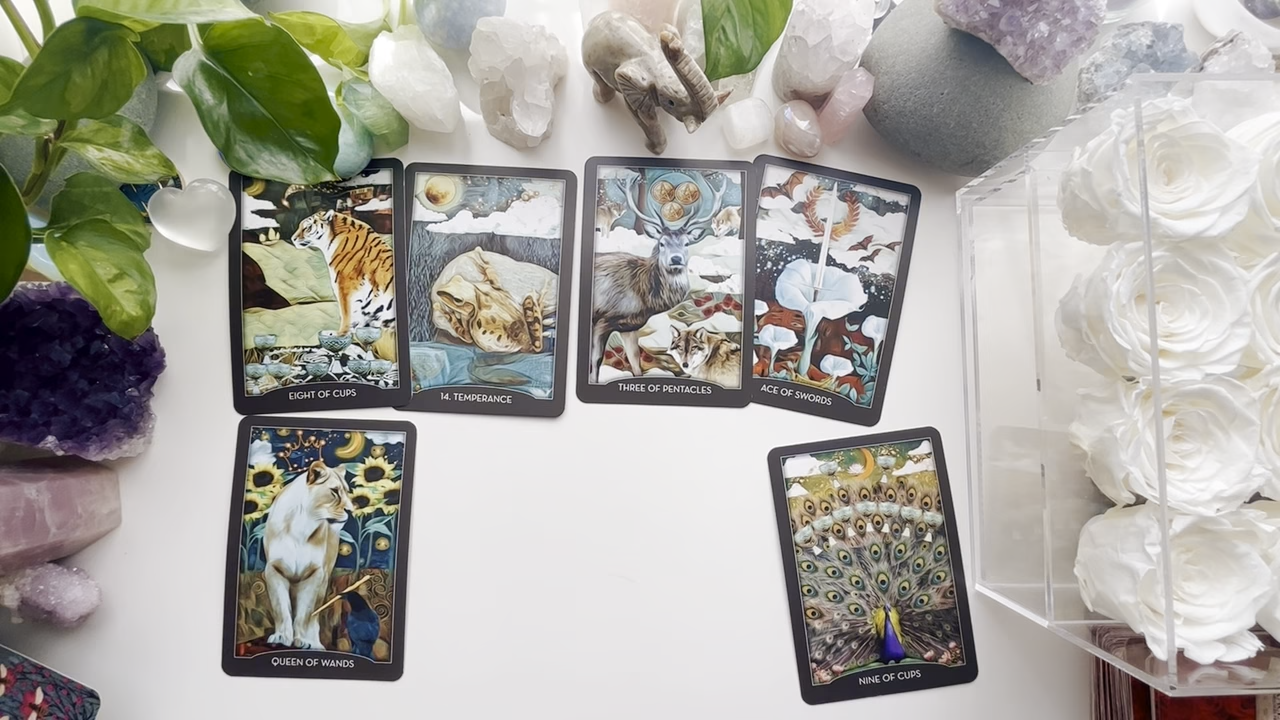 EIGHT OF CUPS
14. TEMPERANCE
THREE OF PENTACLES
ACE OF SWORDS
QUEEN OF WANDS
NINE OF CUPS